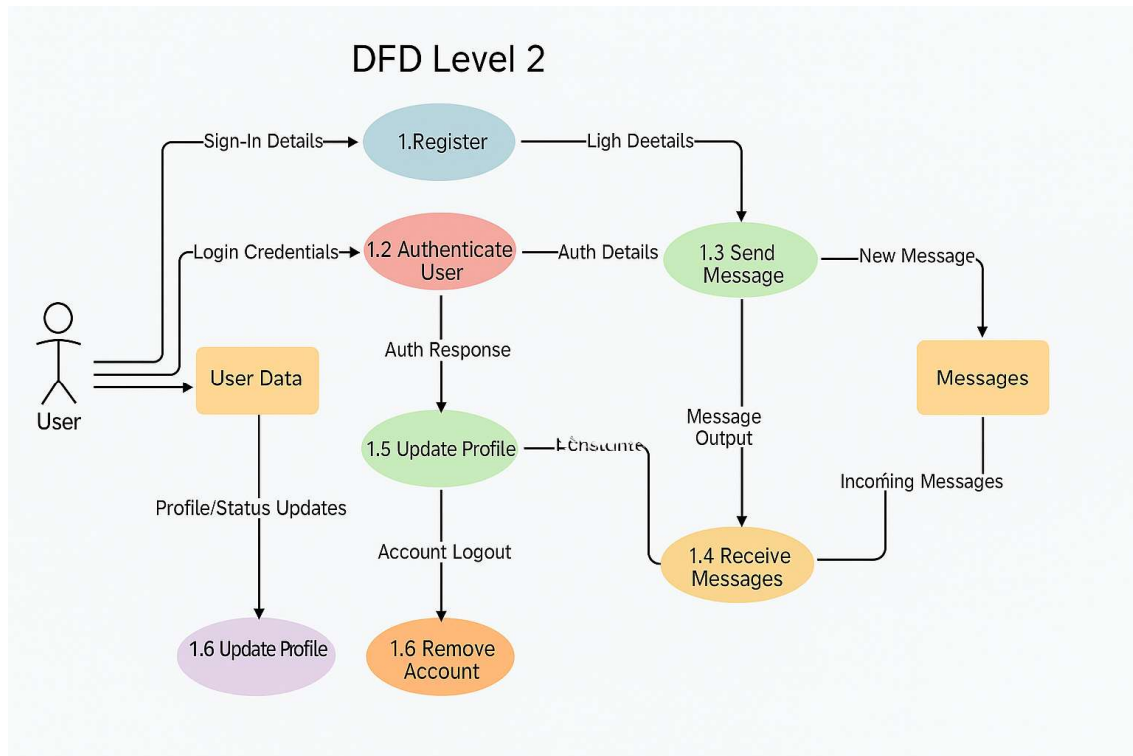 DFD Level 2
Sign-In Details
1.Register
Ligh Deetails
Login Credentials
1.2 Authenticate
User
Auth Details
1.3 Send
Message
New Message
User
User Data
Auth Response
Messages
1.5 Update Profile
Message
Output
Incoming Messages
Profile/Status Updates
Account Logout
1.4 Receive
Messages
1.6 Update Profile
1.6 Remove
Account